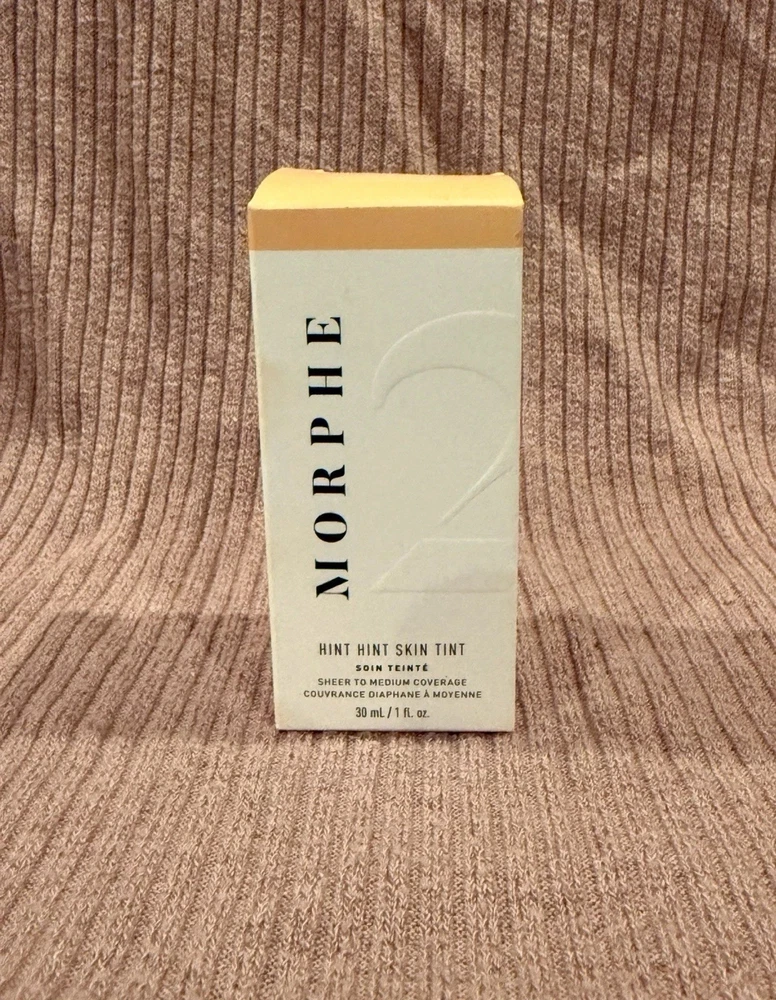 MORPHE
2
HINT HINT SKIN TINT
SOIN TEINTÉ
SHEER TO MEDIUM COVERAGE
COUVRANCE DIAPHANE À MOYENNE
30 mL / 1 fl. oz.